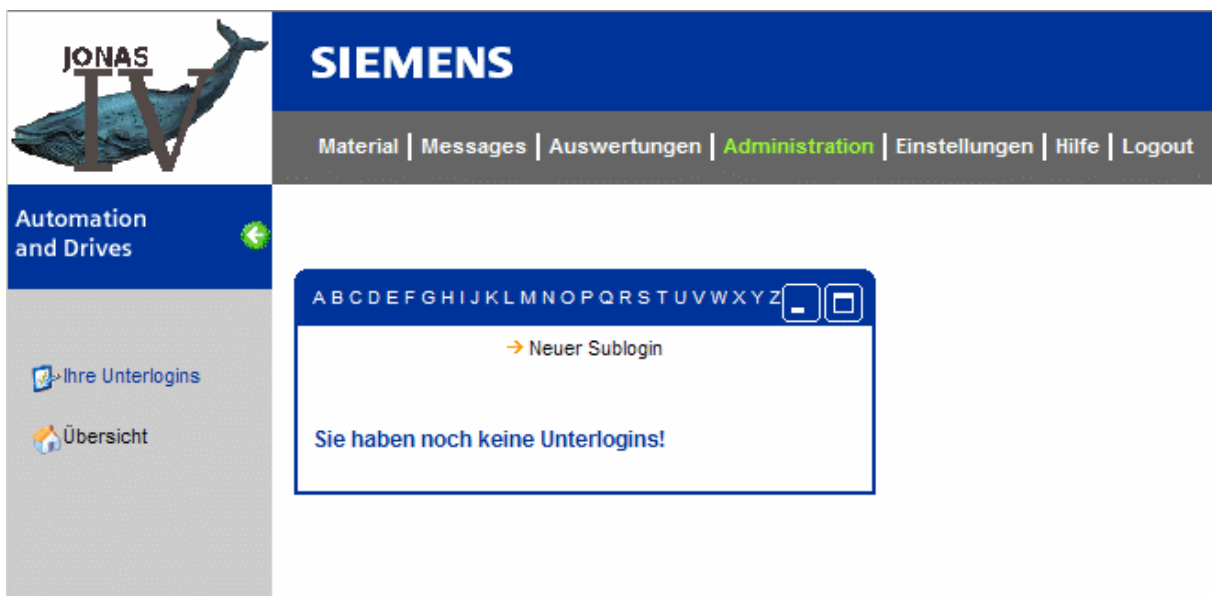 JONAS
IV
SIEMENS
Material | Messages | Auswertungen | Administration | Einstellungen | Hilfe | Logout
Automation
and Drives
A B C D E F G H I J K L M N O P Q R S T U V W X Y Z
→ Neuer Sublogin
Ihre Unterlogins
Übersicht
Sie haben noch keine Unterlogins!